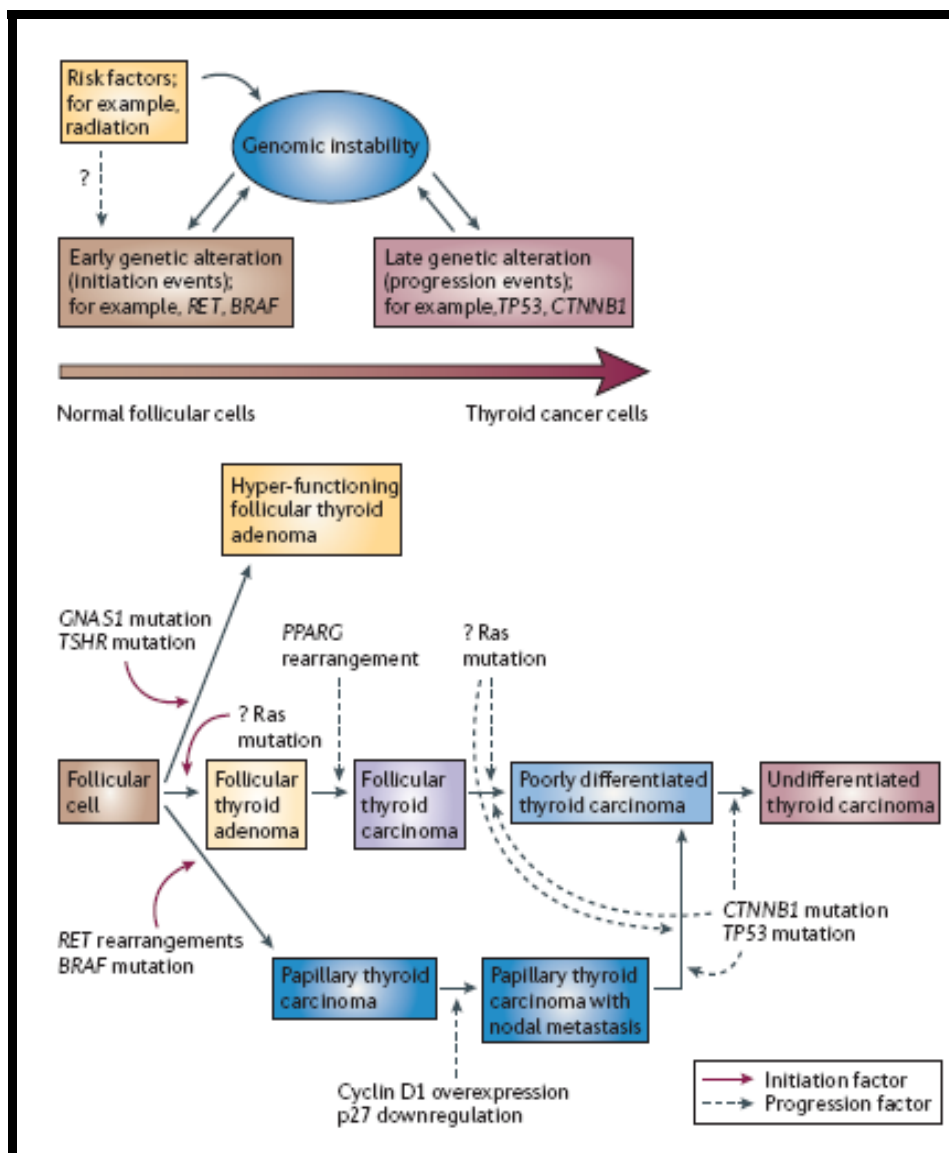 Risk factors;
for example,
radiation
Genomic instability
?
Early genetic alteration
(initiation events);
for example, RET, BRAF
Late genetic alteration
(progression events);
for example,TP53, CTNNB1
Normal follicular cells
Thyroid cancer cells
Hyper-functioning
follicular thyroid
adenoma
GNAS1 mutation
TSHR mutation
PPARG
rearrangement
? Ras
mutation
? Ras
mutation
Follicular
cell
Follicular
thyroid
adenoma
Follicular
thyroid
carcinoma
Poorly differentiated
thyroid carcinoma
Undifferentiated
thyroid carcinoma
RET rearrangements
BRAF mutation
CTNNB1 mutation
TP53 mutation
Papillary thyroid
carcinoma
Papillary thyroid
carcinoma with
nodal metastasis
Cyclin D1 overexpression
p27 downregulation
Initiation factor
Progression factor